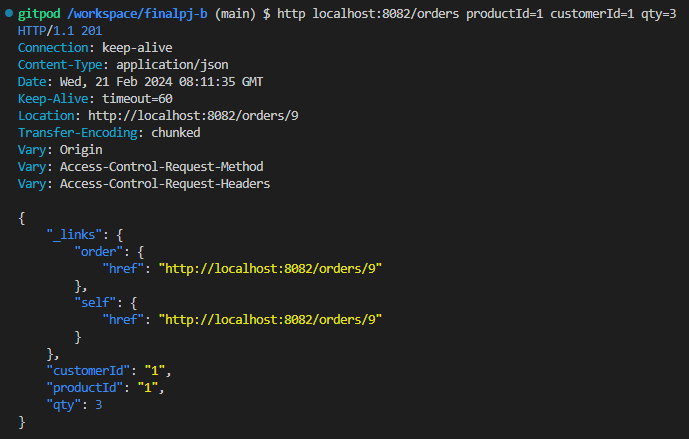 gitpod /workspace/finalpj-b (main) $ http localhost:8082/orders productId=1 customerId=1 qty=3
HTTP/1.1 201
Connection: keep-alive
Content-Type: application/json
Date: Wed, 21 Feb 2024 08:11:35 GMT
Keep-Alive: timeout=60
Location: http://localhost:8082/orders/9
Transfer-Encoding: chunked
Vary: Origin
Vary: Access-Control-Request-Method
Vary: Access-Control-Request-Headers

{
    "_links": {
        "order": {
            "href": "http://localhost:8082/orders/9"
        },
        "self": {
            "href": "http://localhost:8082/orders/9"
        }
    },
    "customerId": "1",
    "productId": "1",
    "qty": 3
}